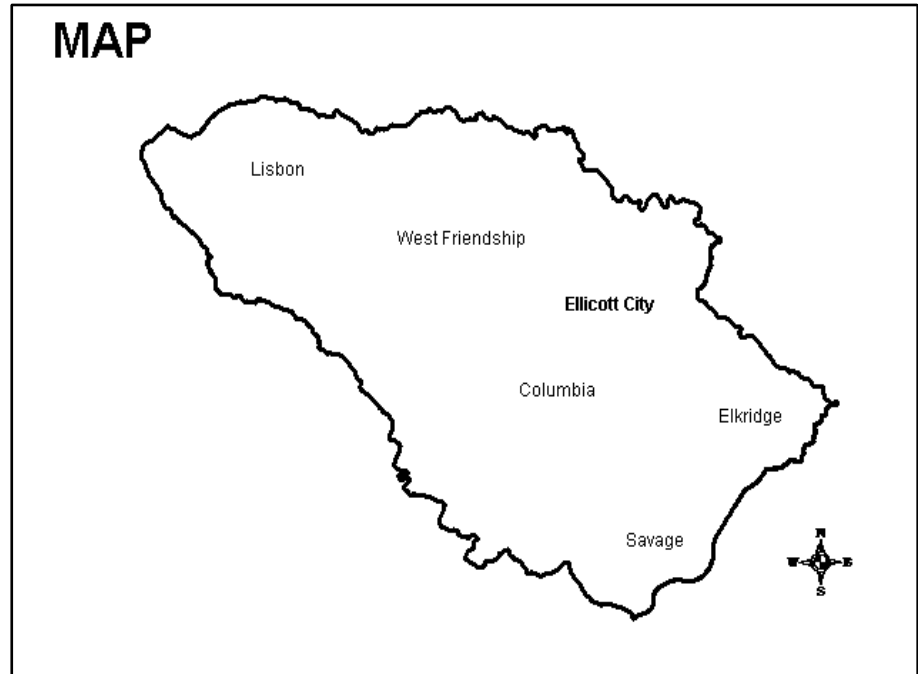 MAP
Lisbon
West Friendship
Ellicott City
Columbia
Elkridge
Savage
N
W E
S